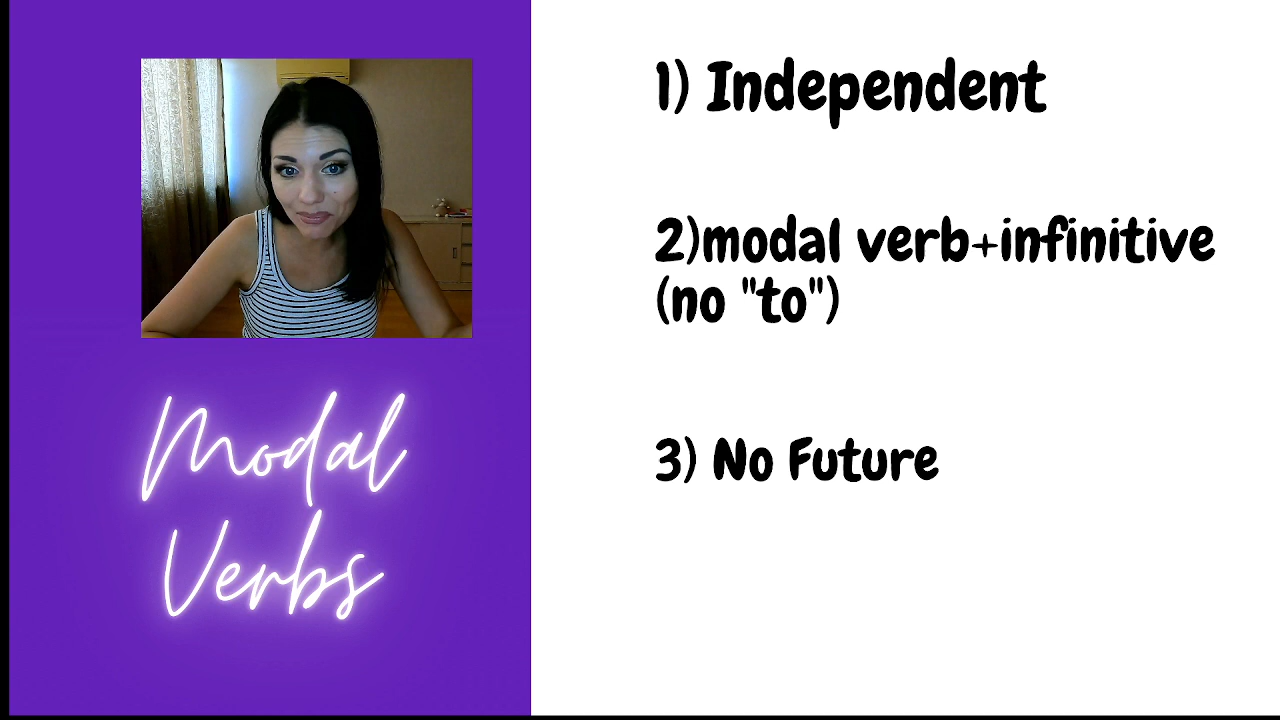 Modal
Verbs
1) Independent
2)modal verb+infinitive
(no "to")
3) No Future